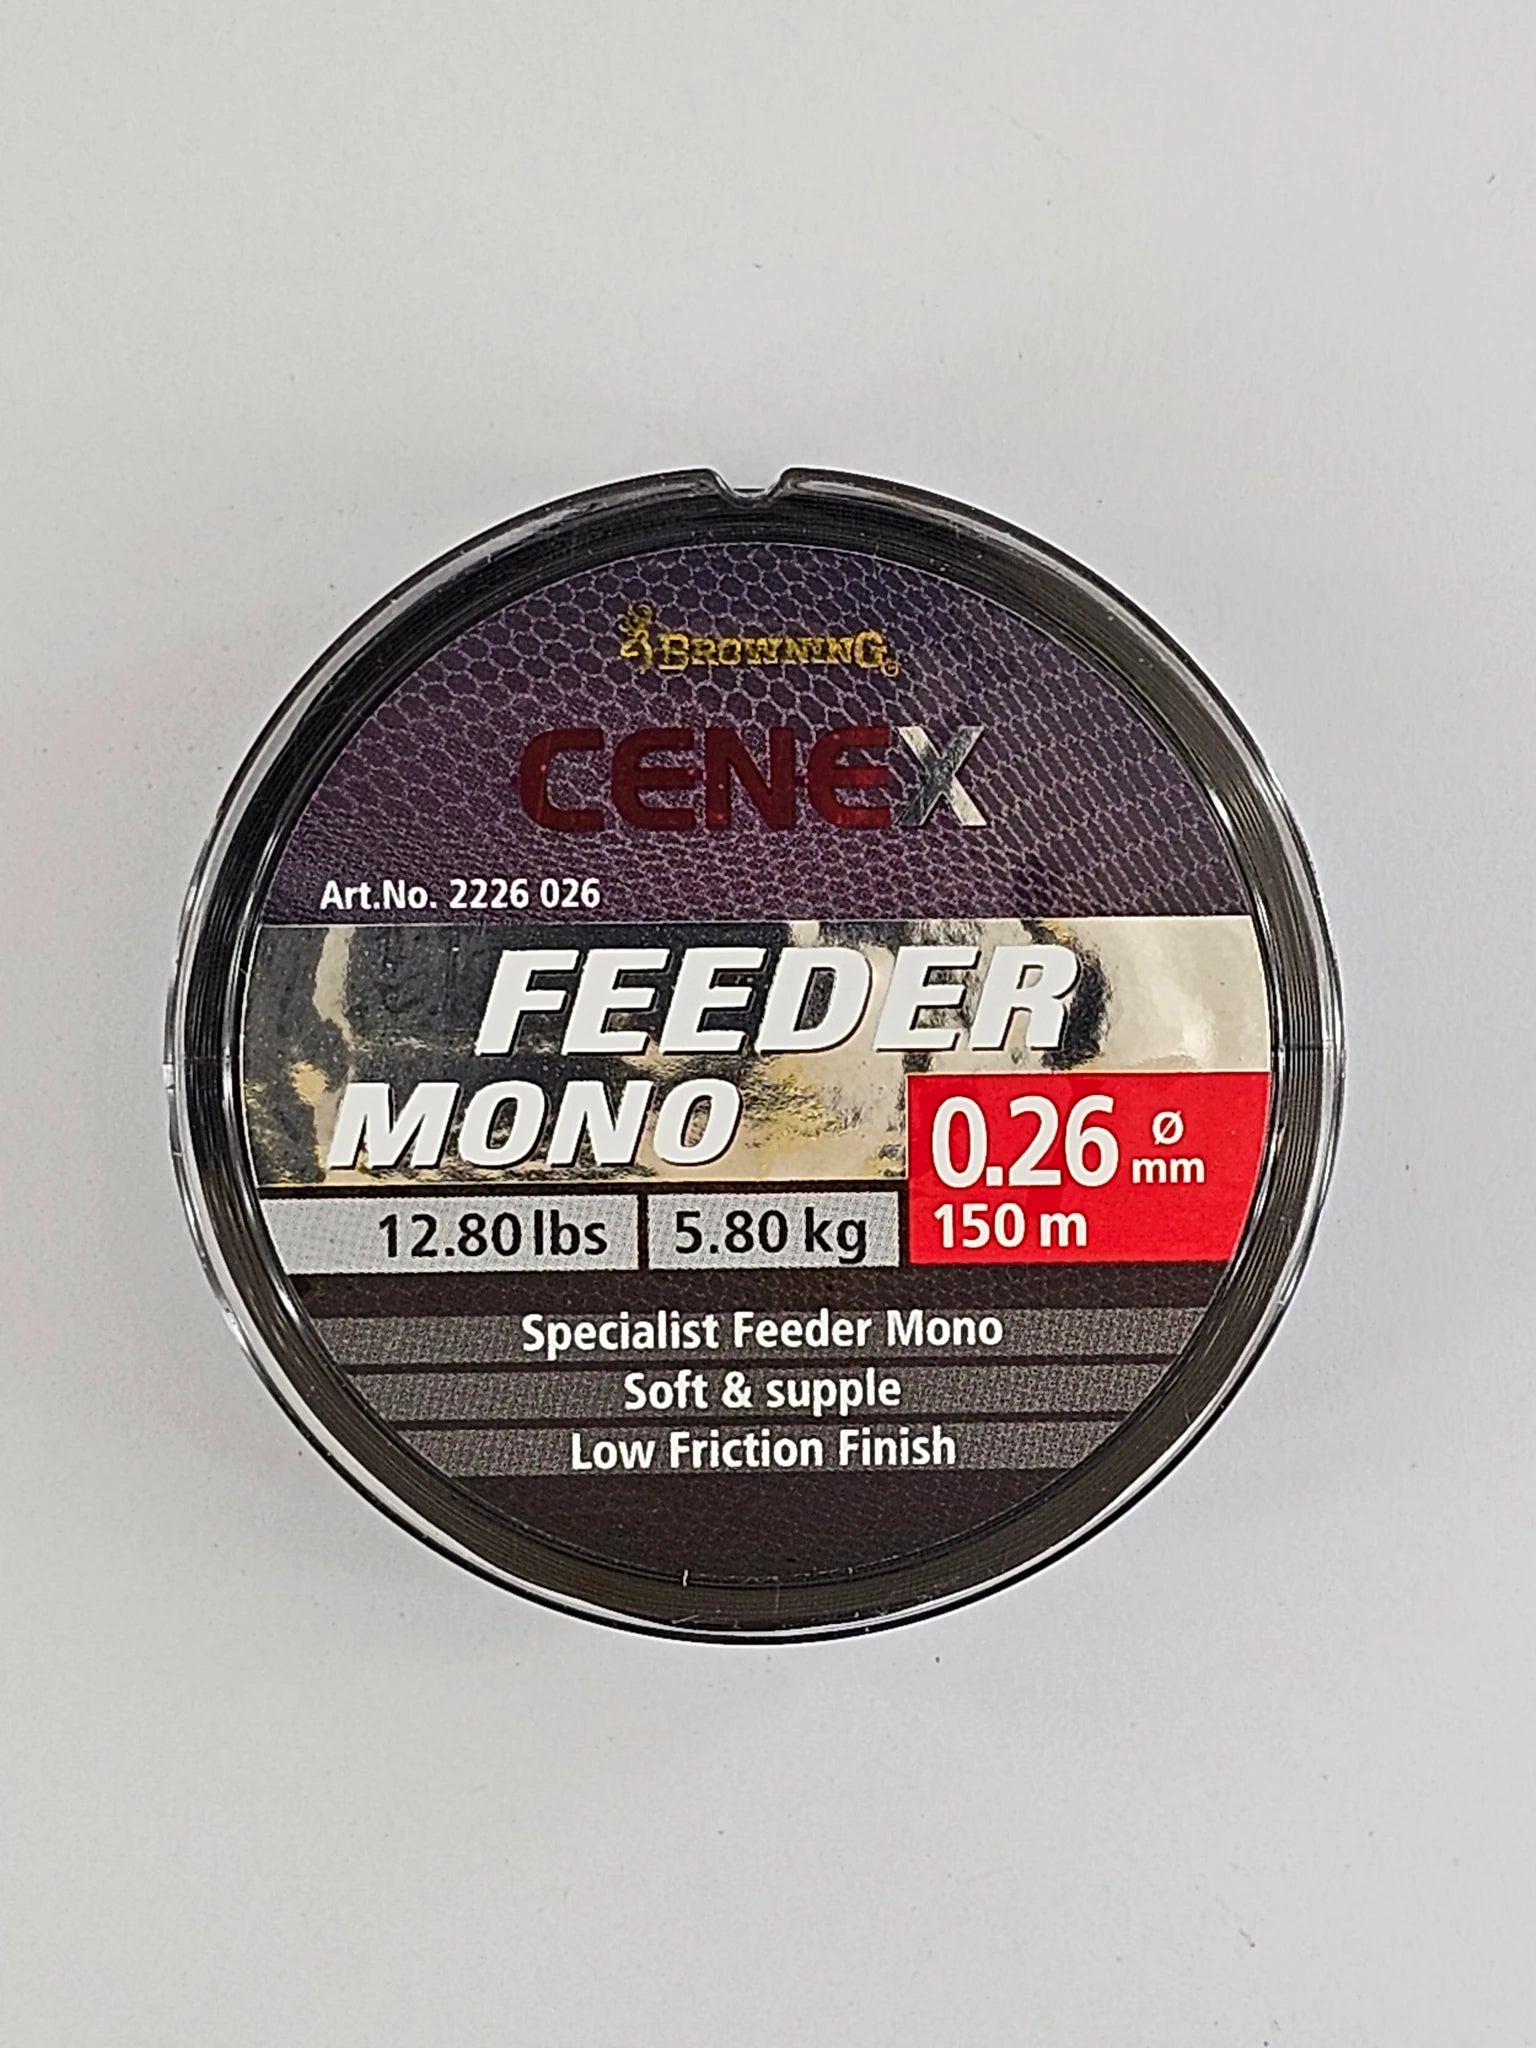 BROWNING®
CENEX
Art.No. 2226 026
FEEDER
MONO
0.26 ø mm
150 m
12.80 lbs 5.80 kg
Specialist Feeder Mono
Soft & supple
Low Friction Finish